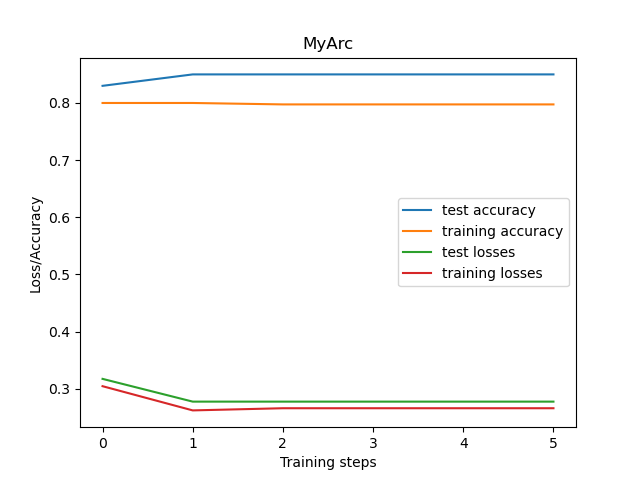 MyArc
Loss/Accuracy
0.8
0.7
0.6
0.5
0.4
0.3
test accuracy
training accuracy
test losses
training losses
0 1 2 3 4 5
Training steps